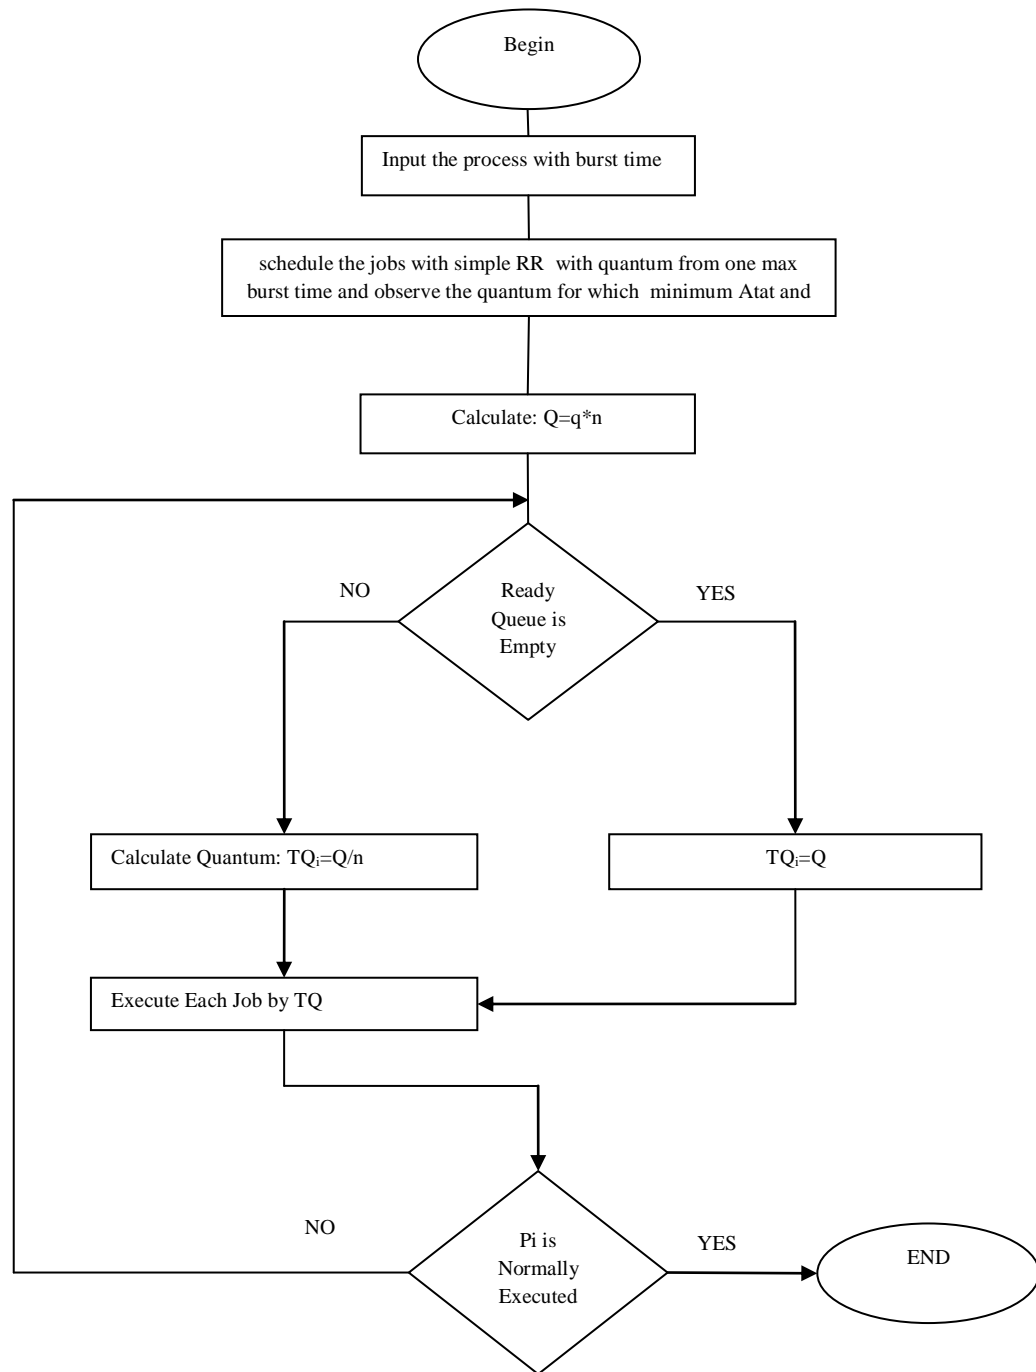 Begin
Input the process with burst time
schedule the jobs with simple RR with quantum from one max
burst time and observe the quantum for which minimum Atat and
Calculate: Q=q*n
NO
Ready
Queue is
Empty
YES
Calculate Quantum: TQᵢ=Q/n
TQᵢ=Q
Execute Each Job by TQ
NO
Pi is
Normally
Executed
YES
END